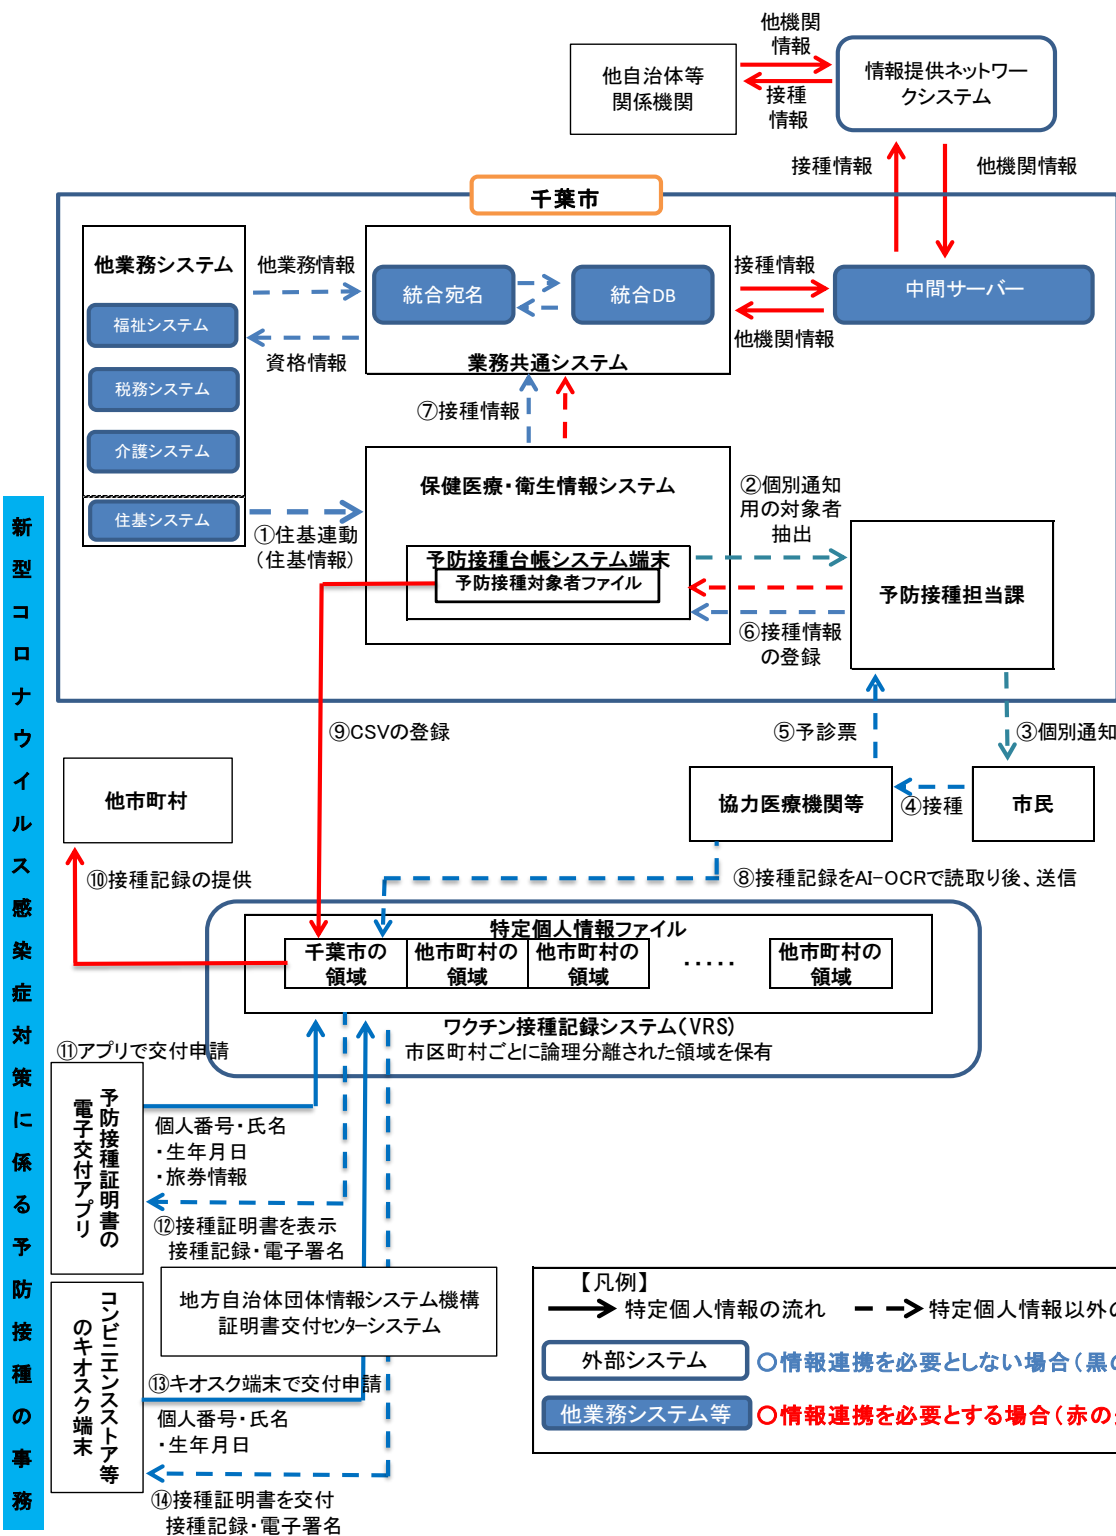 他機関
情報
他自治体等
関係機関
情報提供ネットワー
クシステム
接種
情報
接種情報
他機関情報
千葉市
他業務システム
福祉システム
税務システム
介護システム
住基システム
他業務情報
資格情報
統合宛名
統合DB
業務共通システム
接種情報
他機関情報
中間サーバー
⑦接種情報
保健医療・衛生情報システム
①住基連動
(住基情報)
予防接種台帳システム端末
予防接種対象者ファイル
②個別通知
用の対象者
抽出
予防接種担当課
⑥接種情報
の登録
新型コロナウイルス感染症対策に係る予防接種の事務
⑨CSVの登録
⑤予診票
③個別通知
他市町村
協力医療機関等
④接種
市民
⑩接種記録の提供
⑧接種記録をAI-OCRで読取り後、送信
特定個人情報ファイル
千葉市の
領域
他市町村の
領域
他市町村の
領域
・・・・・
他市町村の
領域
ワクチン接種記録システム(VRS)
市区町村ごとに論理分離された領域を保有
⑪アプリで交付申請
予防接種証明書の
電子交付アプリ
個人番号・氏名
・生年月日
・旅券情報
⑫接種証明書を表示
接種記録・電子署名
地方自治体団体情報システム機構
証明書交付センターシステム
コンビニエンスストア等
のキオスク端末
⑬キオスク端末で交付申請
個人番号・氏名
・生年月日
⑭接種証明書を交付
接種記録・電子署名
【凡例】
特定個人情報の流れ
特定個人情報以外の
外部システム
○情報連携を必要としない場合(黒の
他業務システム等
○情報連携を必要とする場合(赤の